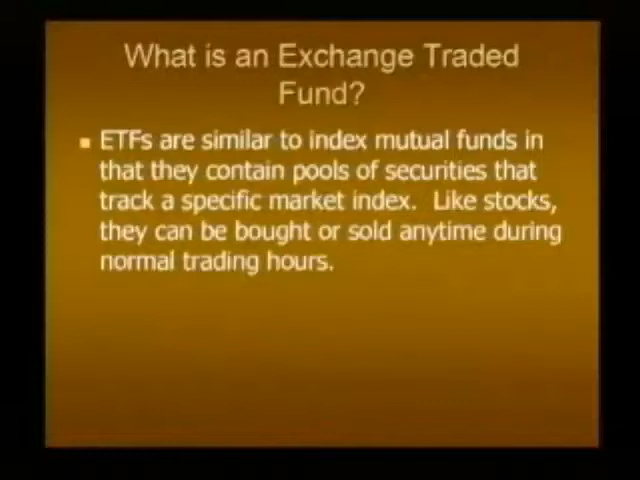 What is an Exchange Traded
Fund?
ETFs are similar to index mutual funds in
that they contain pools of securities that
track a specific market index.  Like stocks,
they can be bought or sold anytime during
normal trading hours.